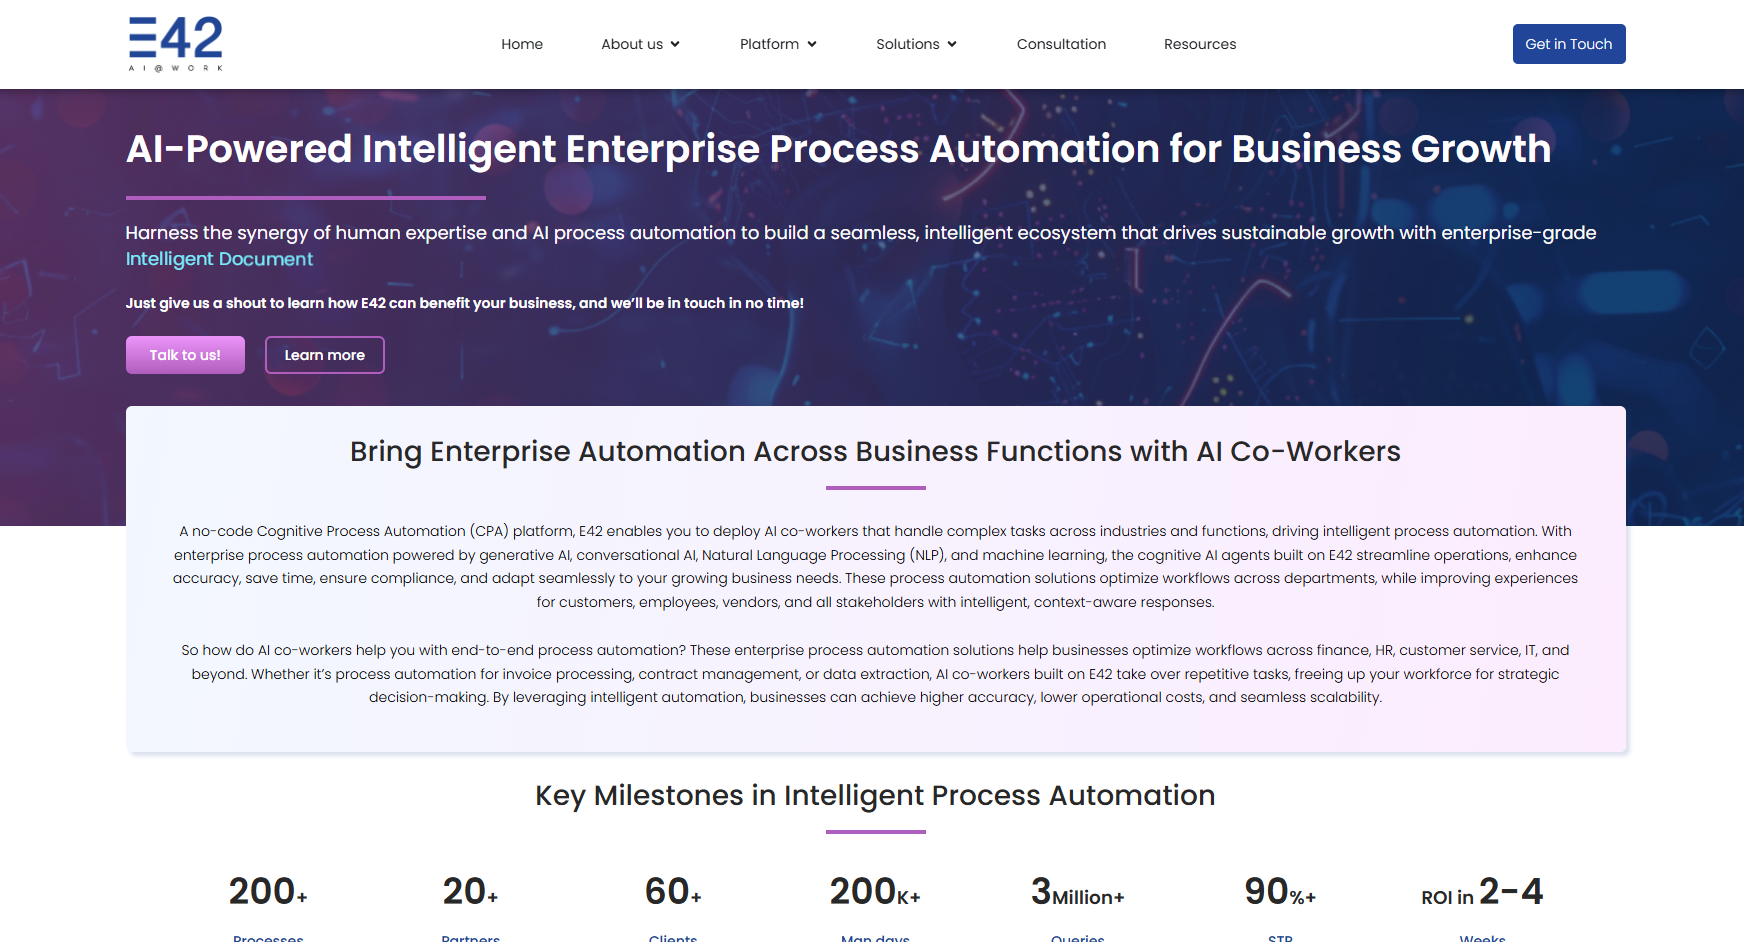 E42
AI@WORK
Home
About us
Platform
Solutions
Consultation
Resources
Get in Touch
AI-Powered Intelligent Enterprise Process Automation for Business Growth
Harness the synergy of human expertise and AI process automation to build a seamless, intelligent ecosystem that drives sustainable growth with enterprise-grade
Intelligent Document
Just give us a shout to learn how E42 can benefit your business, and we’ll be in touch in no time!
Talk to us!
Learn more
Bring Enterprise Automation Across Business Functions with AI Co-Workers
A no-code Cognitive Process Automation (CPA) platform, E42 enables you to deploy AI co-workers that handle complex tasks across industries and functions, driving intelligent process automation. With
enterprise process automation powered by generative AI, conversational AI, Natural Language Processing (NLP), and machine learning, the cognitive AI agents built on E42 streamline operations, enhance
accuracy, save time, ensure compliance, and adapt seamlessly to your growing business needs. These process automation solutions optimize workflows across departments, while improving experiences
for customers, employees, vendors, and all stakeholders with intelligent, context-aware responses.
So how do AI co-workers help you with end-to-end process automation? These enterprise process automation solutions help businesses optimize workflows across finance, HR, customer service, IT, and
beyond. Whether it’s process automation for invoice processing, contract management, or data extraction, AI co-workers built on E42 take over repetitive tasks, freeing up your workforce for strategic
decision-making. By leveraging intelligent automation, businesses can achieve higher accuracy, lower operational costs, and seamless scalability.
Key Milestones in Intelligent Process Automation
200+
20+
60+
200K+
3Million+
90%+
ROI in 2-4
Processes
Partners
Clients
Man days
Queries
STP
Weeks